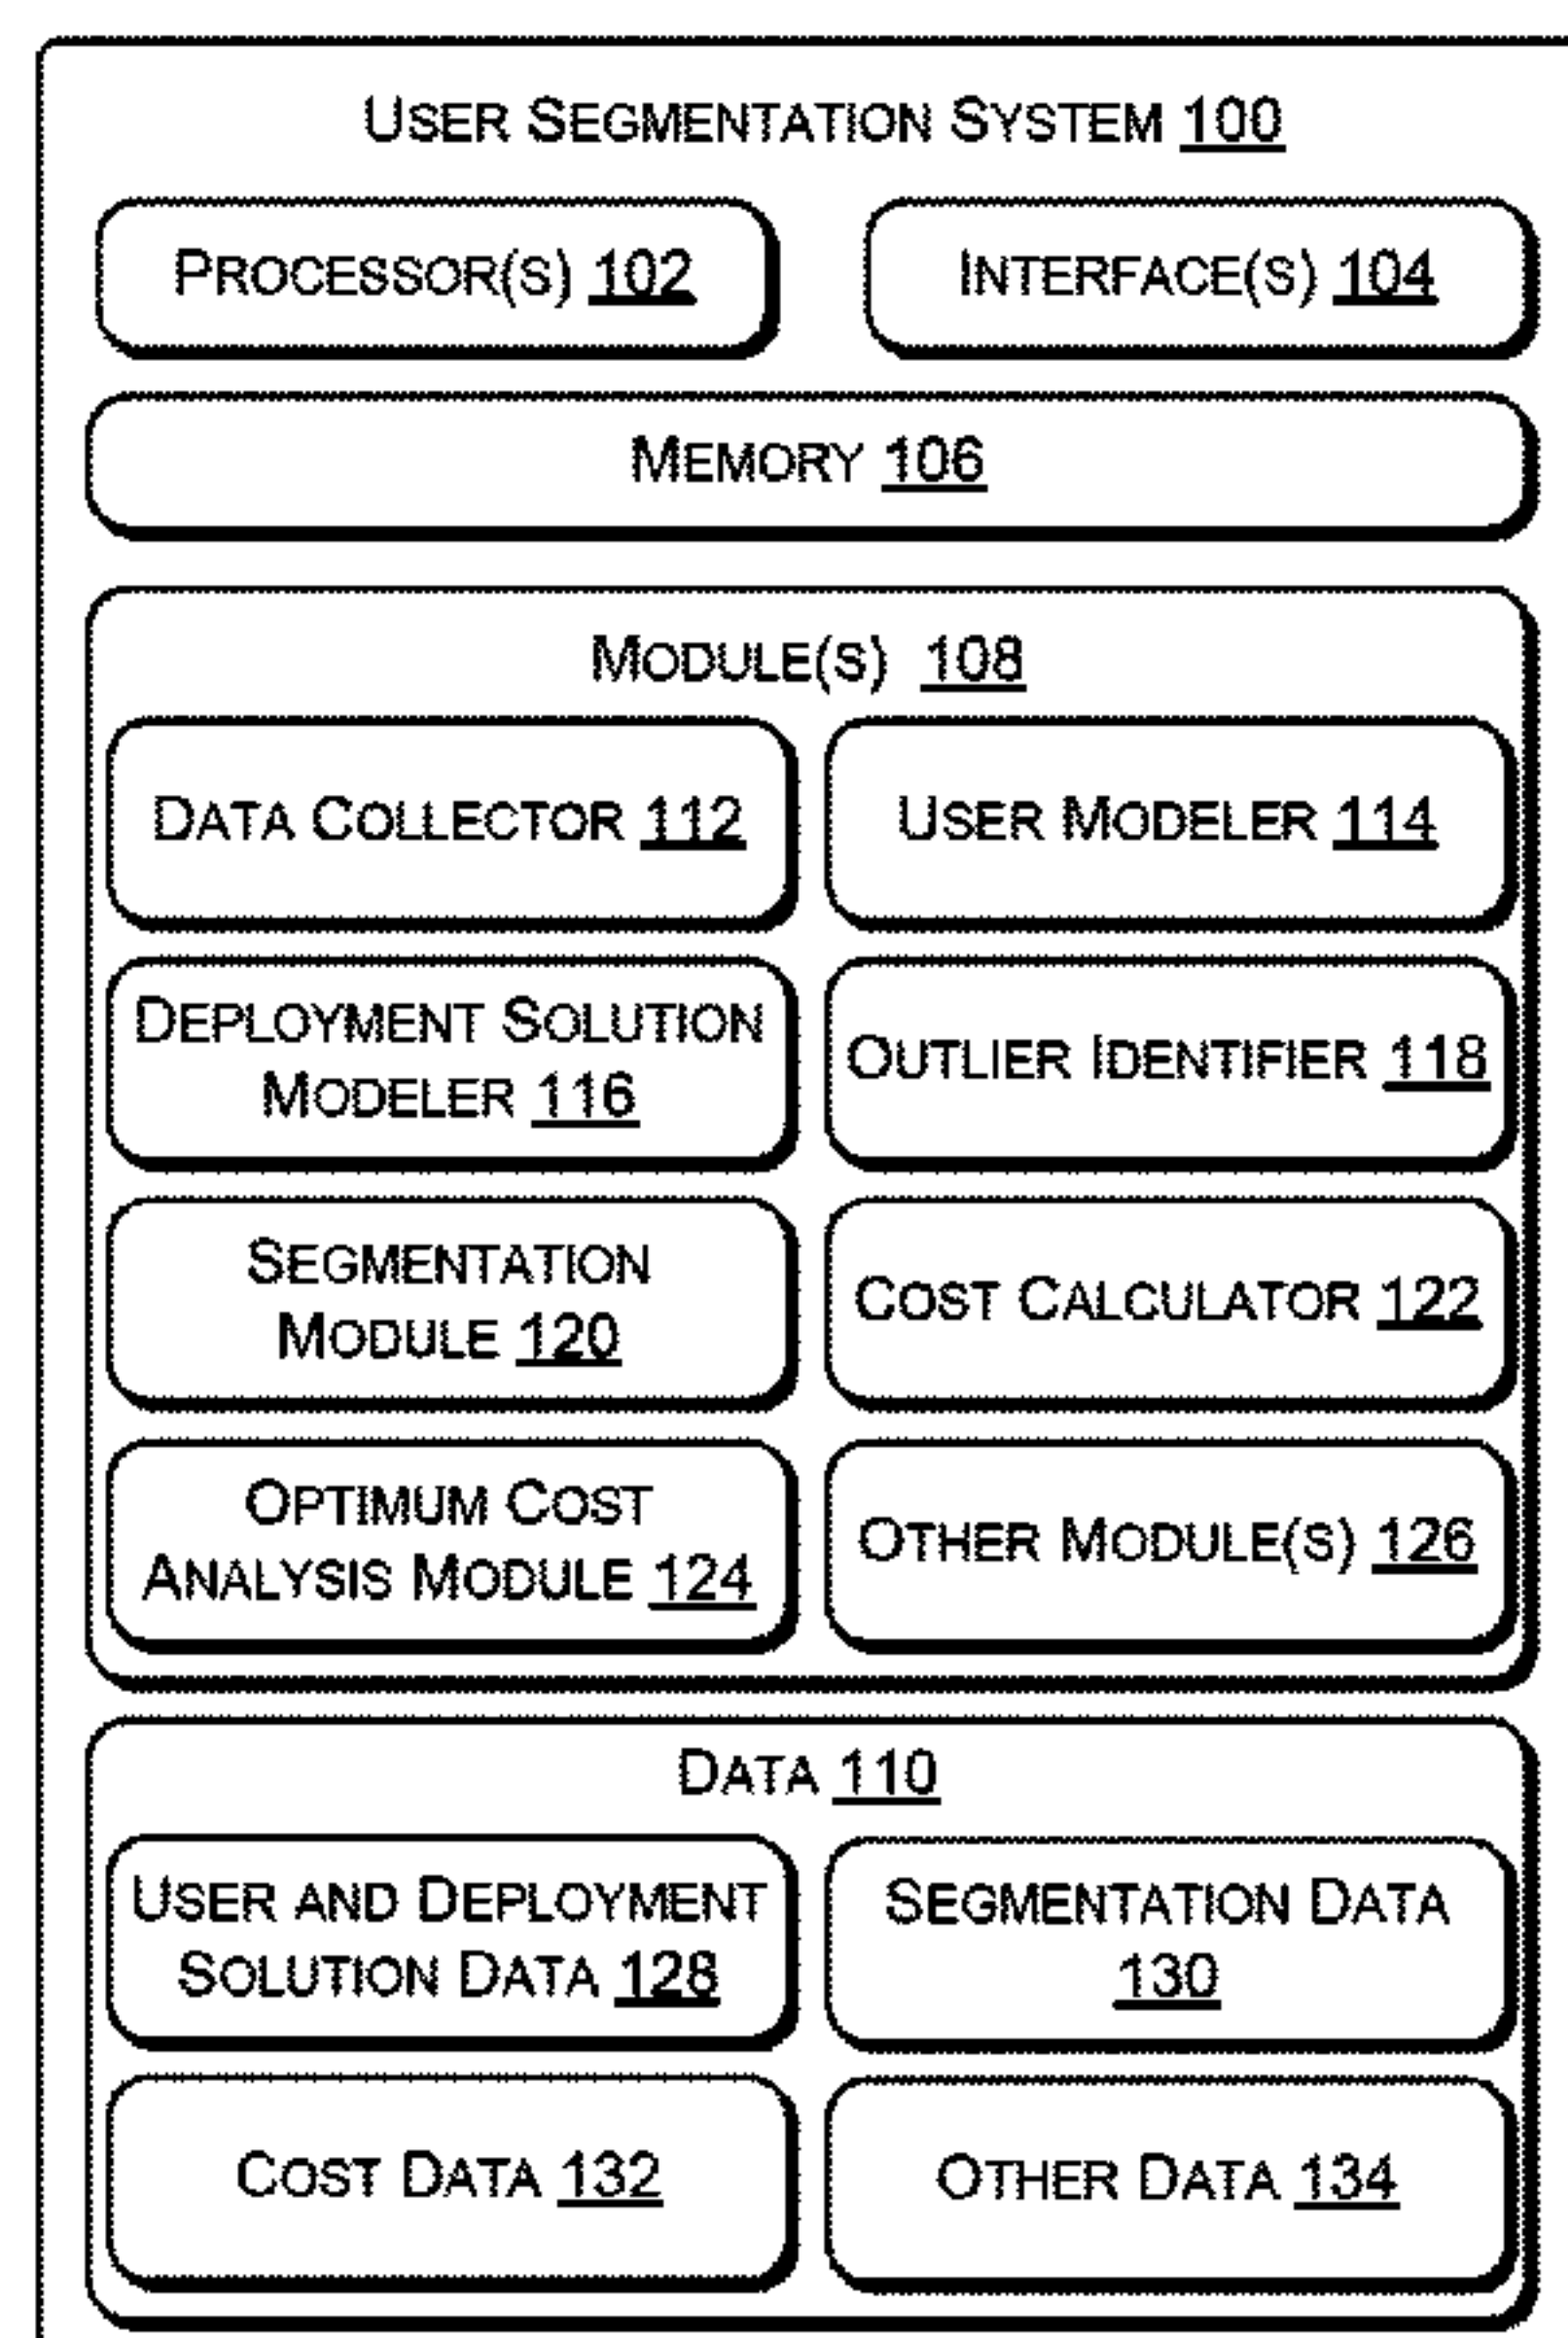 USER SEGMENTATION SYSTEM 100
PROCESSOR(S) 102
INTERFACE(S) 104
MEMORY 106
MODULE(S) 108
DATA COLLECTOR 112
USER MODELER 114
DEPLOYMENT SOLUTION
MODELER 116
OUTLIER IDENTIFIER 118
SEGMENTATION
MODULE 120
COST CALCULATOR 122
OPTIMUM COST
ANALYSIS MODULE 124
OTHER MODULE(S) 126
DATA 110
USER AND DEPLOYMENT
SOLUTION DATA 128
SEGMENTATION DATA
130
COST DATA 132
OTHER DATA 134